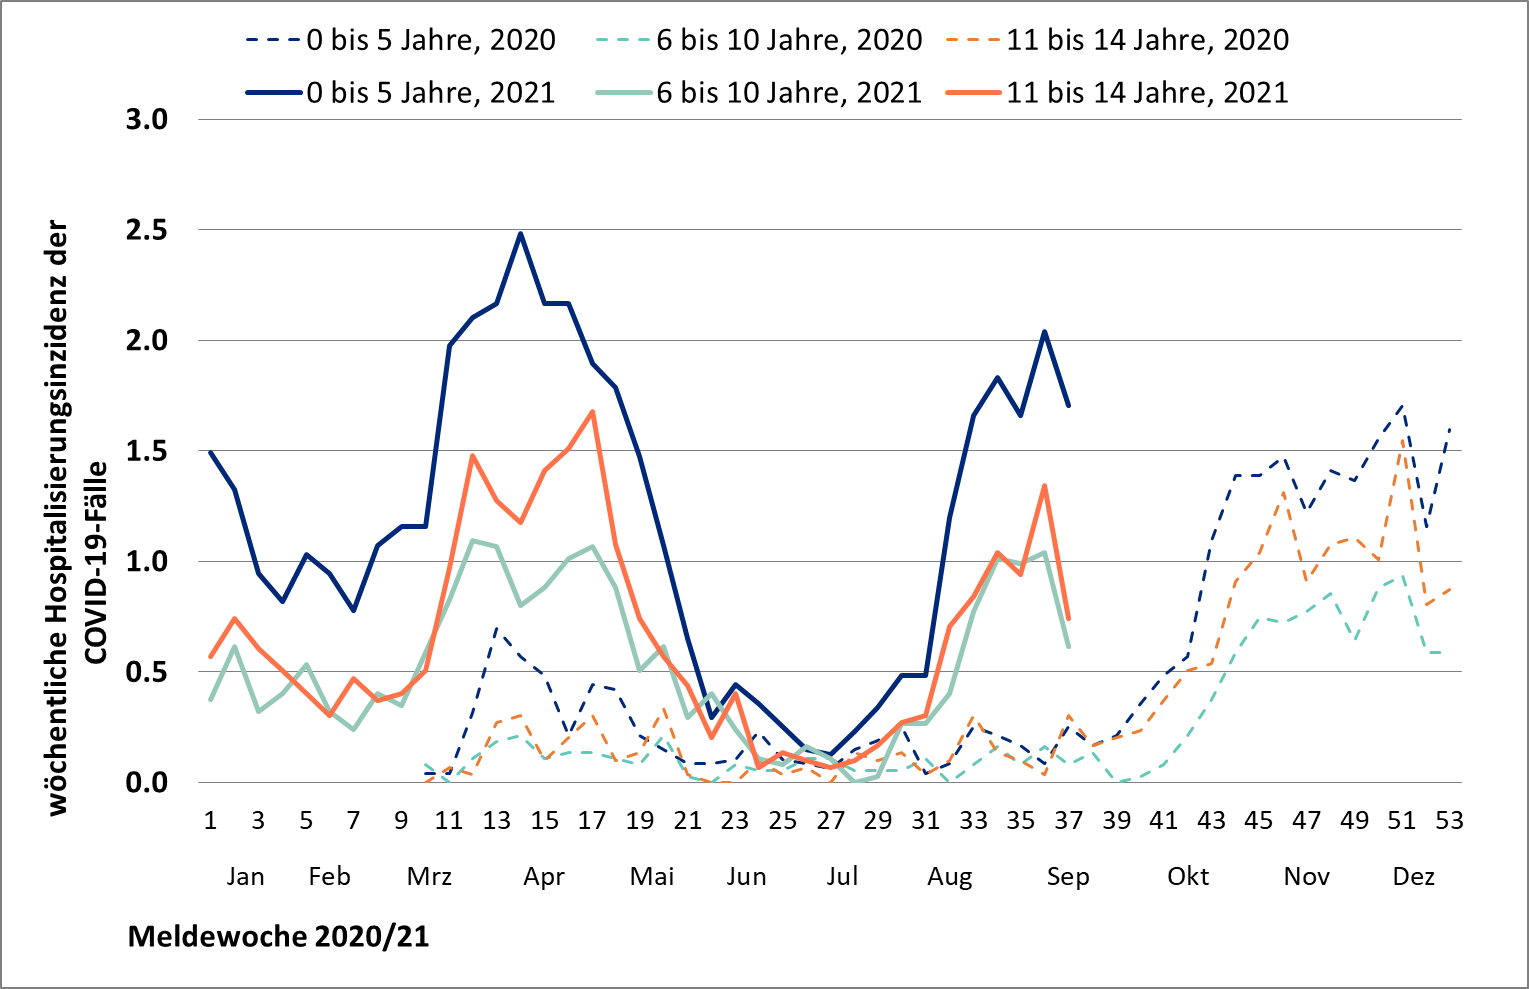 0 bis 5 Jahre, 2020 6 bis 10 Jahre, 2020 11 bis 14 Jahre, 2020
0 bis 5 Jahre, 2021 6 bis 10 Jahre, 2021 11 bis 14 Jahre, 2021
wöchentliche Hospitalisierungsinzidenz der
COVID-19-Fälle
3.0
2.5
2.0
1.5
1.0
0.5
0.0
1 3 5 7 9 11 13 15 17 19 21 23 25 27 29 31 33 35 37 39 41 43 45 47 49 51 53
Jan Feb Mrz Apr Mai Jun Jul Aug Sep Okt Nov Dez
Meldewoche 2020/21